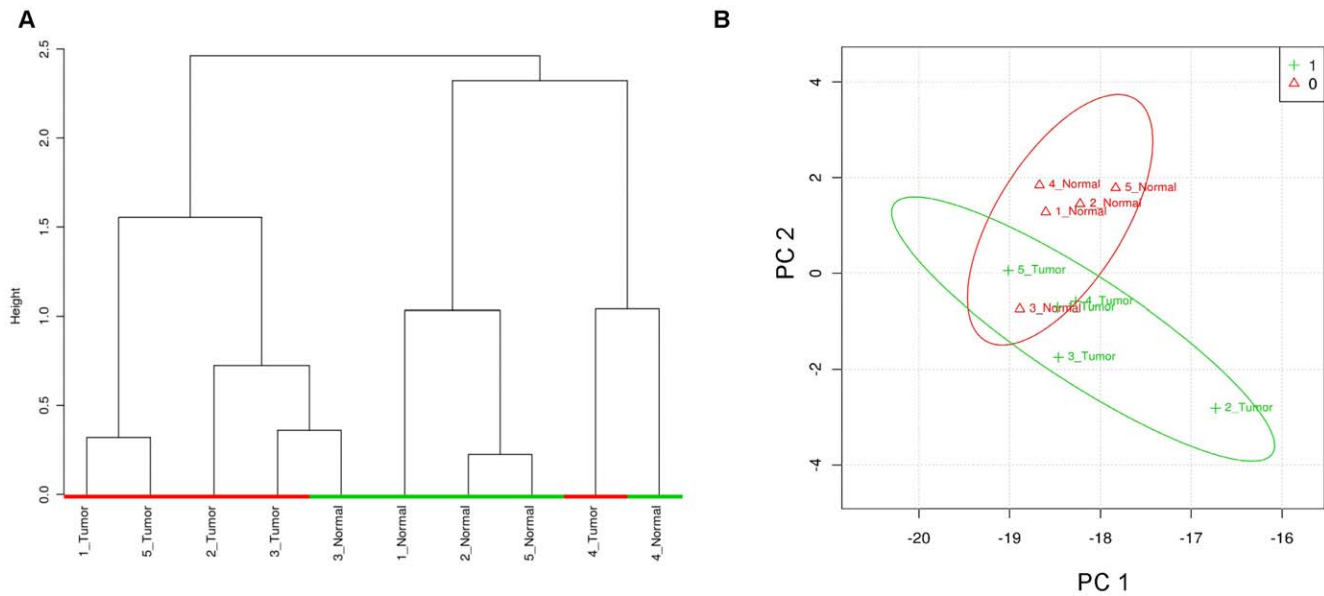 A
Height
2.5
2.0
1.5
1.0
0.5
0.0
1_Tumor
5_Tumor
2_Tumor
3_Tumor
3_Normal
1_Normal
2_Normal
5_Normal
4_Tumor
4_Normal
B
1
0
PC 2
4
2
0
-2
-4
4_Normal
5_Normal
2_Normal
1_Normal
5_Tumor
4_Tumor
3_Normal
3_Tumor
2_Tumor
-20
-19
-18
-17
-16
PC 1